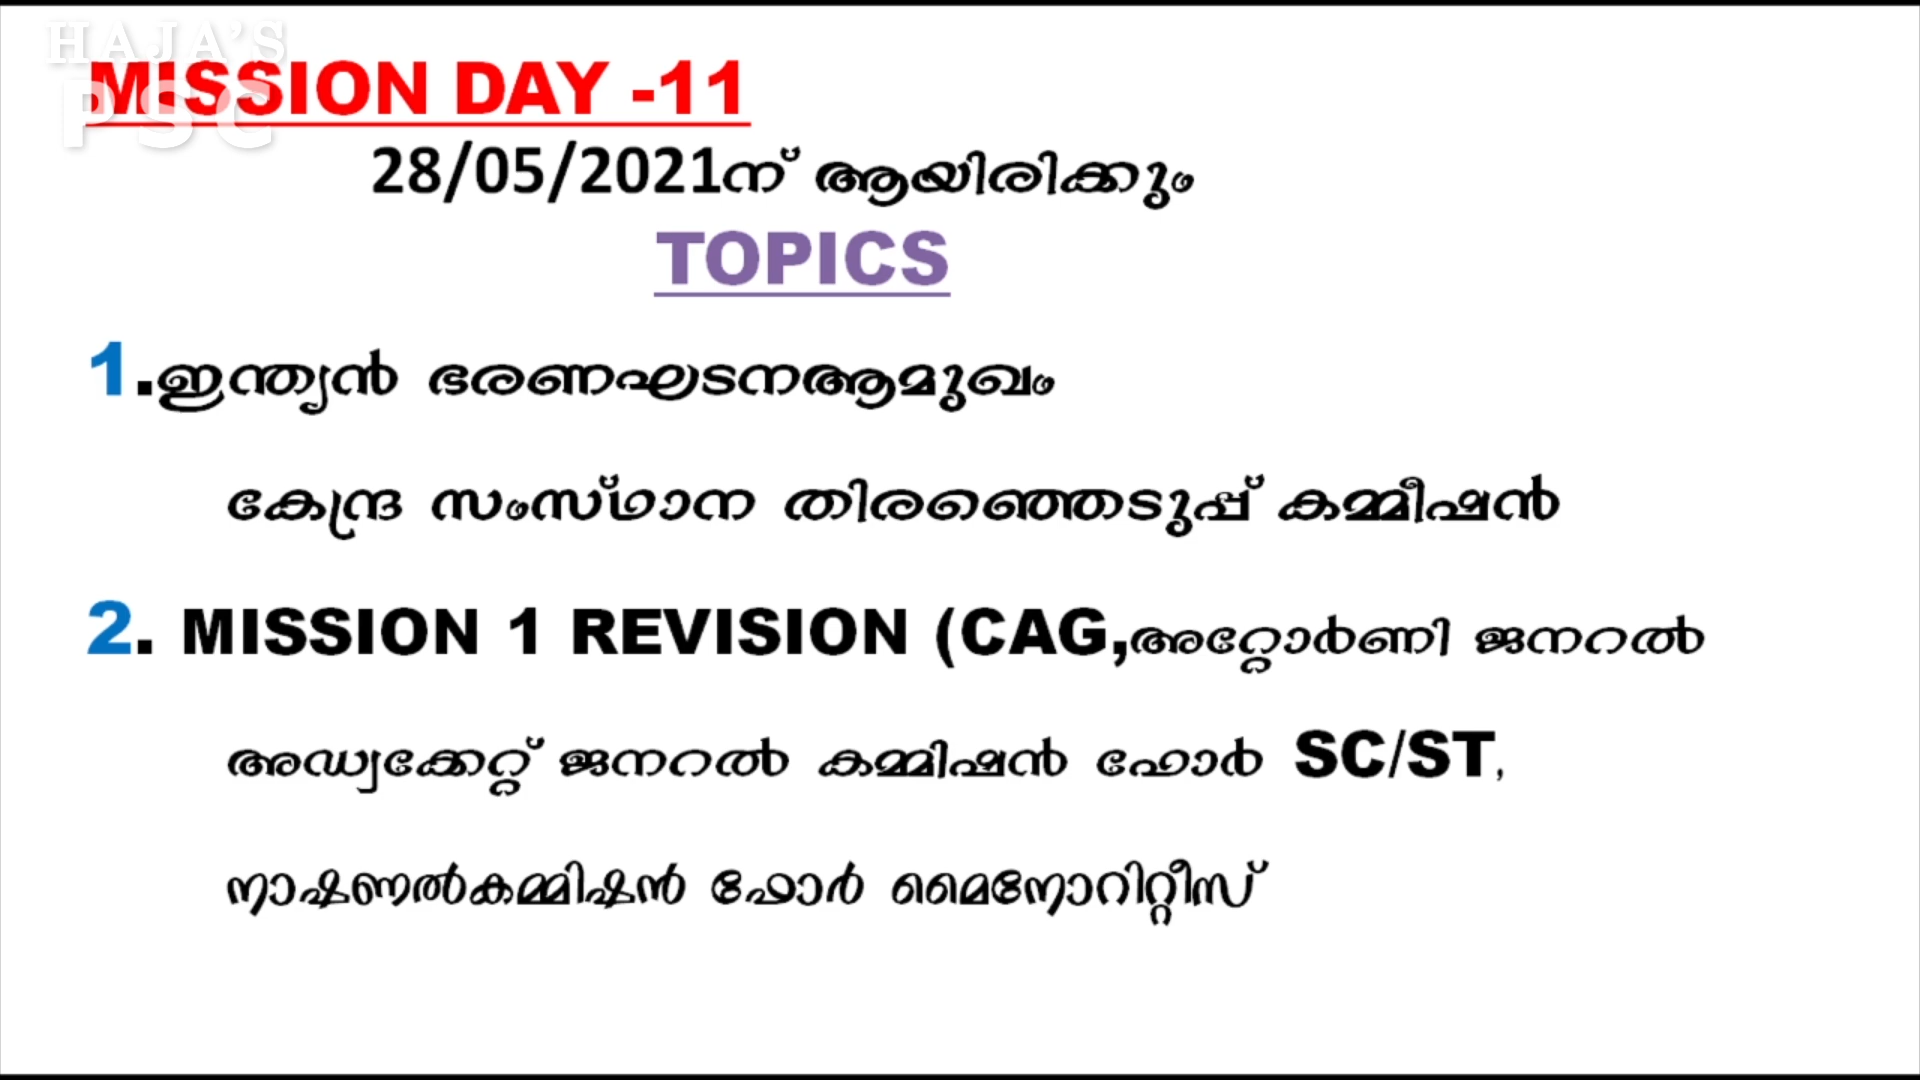 HAJA'S
PSC
MISSION DAY -11
28/05/2021ന് ആയിരിക്കും
TOPICS
1.ഇന്ത്യൻ ഭരണഘടനആമുഖം
കേന്ദ്ര സംസ്ഥാന തിരഞ്ഞെടുപ്പ് കമ്മീഷൻ
2. MISSION 1 REVISION (CAG,അറ്റോർണി ജനറൽ
അഡ്വക്കേറ്റ് ജനറൽ കമ്മിഷൻ ഫോർ SC/ST,
നാഷണൽകമ്മിഷൻ ഫോർ മൈനോറിറ്റീസ്